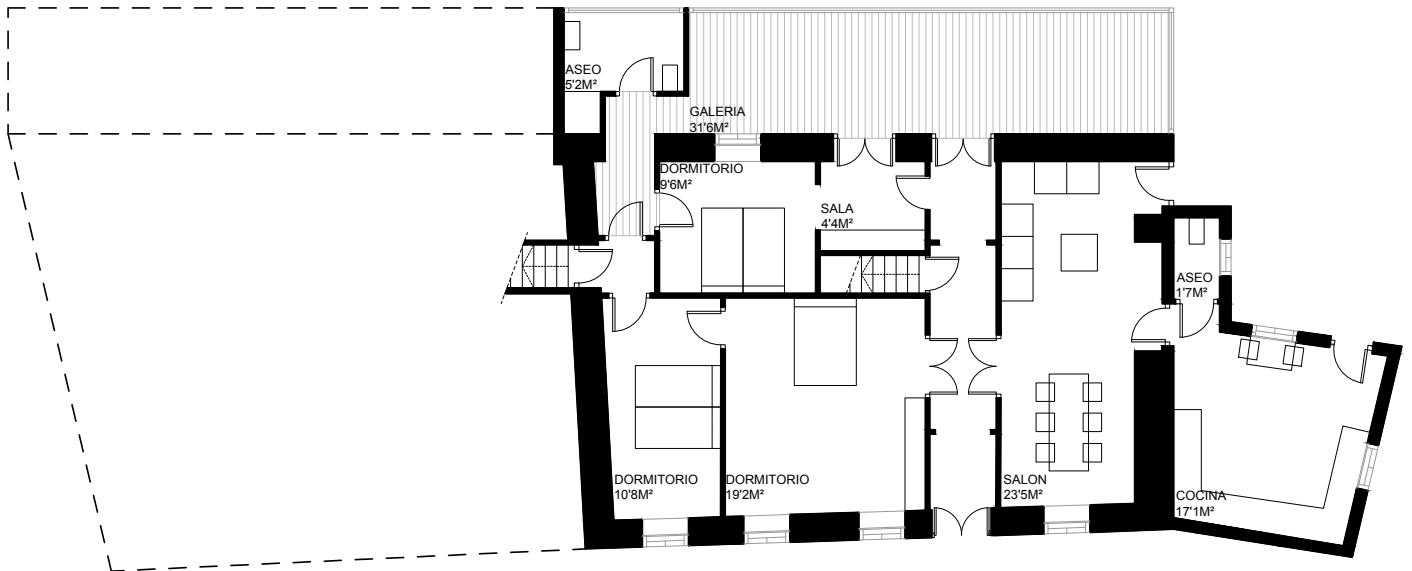 ASEO
5'2M²
GALERIA
31'6M²
DORMITORIO
9'6M²
SALA
4'4M²
ASEO
1'7M²
DORMITORIO
10'8M²
DORMITORIO
19'2M²
SALON
23'5M²
COCINA
17'1M²